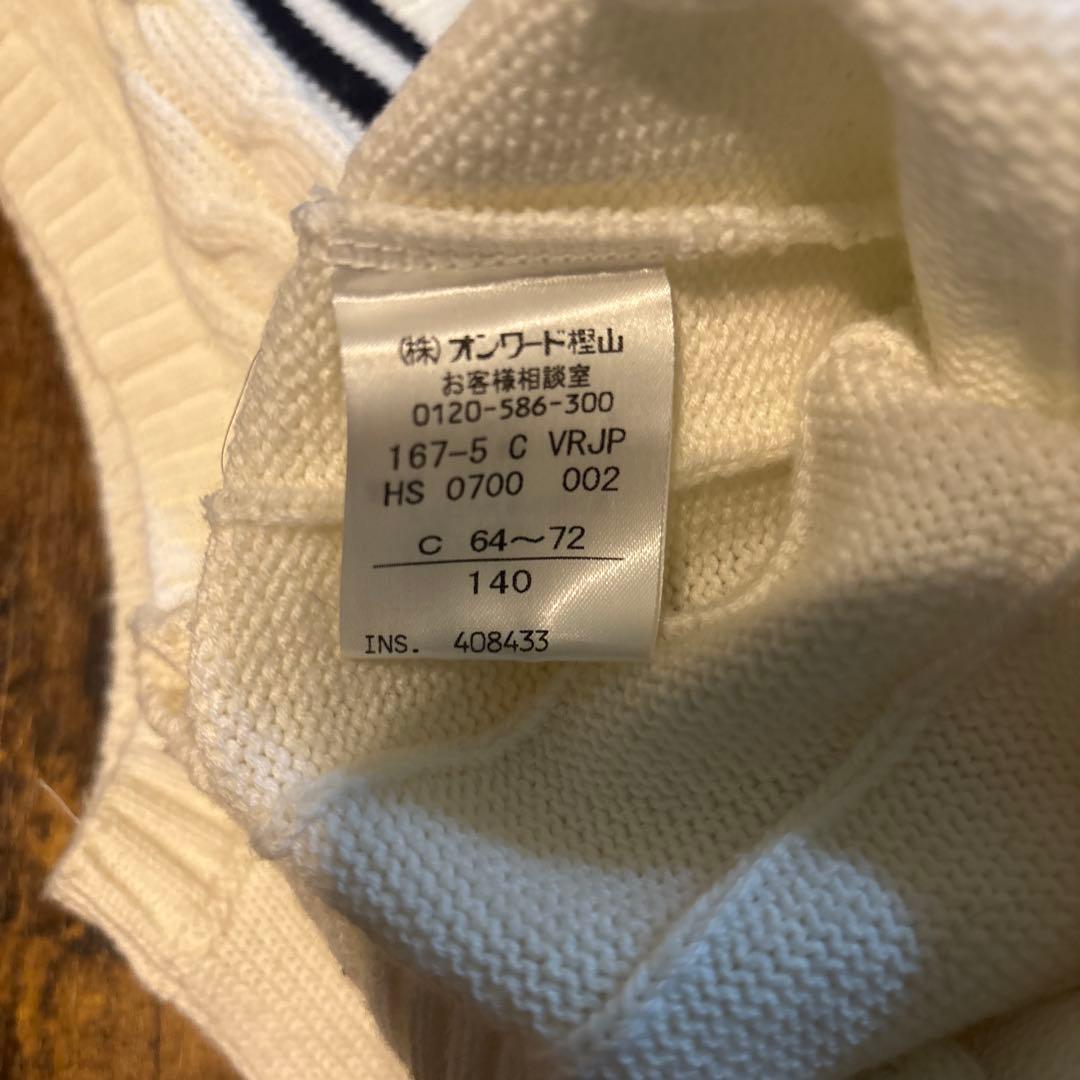 (株)オンワード樫山
お客様相談室
0120-586-300
167-5 C VRJP
HS 0700 002
C 64～72
140
INS. 408433